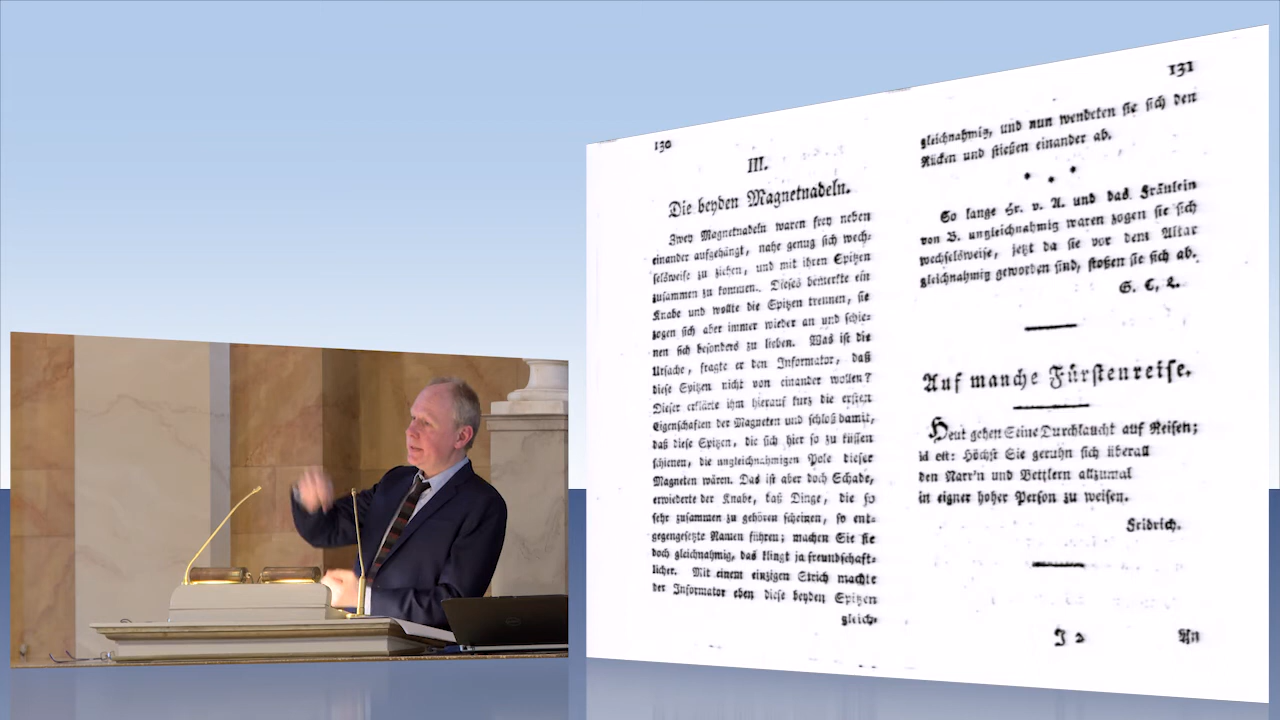 130
III.
Die beyden Magnetnadeln.
Zwey Magnetnadeln waren frey neben
einander aufgehängt, nahe genug sich wech-
selsweise zu ziehen, und mit ihren Spitzen
zusammen zu kommen. Dieses bemerkte ein
Knabe und wollte die Spitzen trennen, sie
zogen sich aber immer wieder an und schie-
nen sich besonders zu lieben. Was ist die
Ursache, fragte er den Informator, daß
diese Spitzen nicht von einander wollen?
Dieser erklärte ihm hierauf kurz die ersten
Eigenschaften der Magneten und schloß damit,
daß diese Spitzen, die sich hier so zu küssen
schienen, die ungleichnahmigen Pole dieser
Magneten wären. Das ist aber doch Schade,
erwiederte der Knabe, daß Dinge, die so
sehr zusammen zu gehören scheinen, so ent-
gegengesetzte Namen führen; machen Sie sie
doch gleichnahmig, das klingt ja freundschaft-
licher. Mit einem einzigen Strich machte
der Informator eben diese beyden Spitzen
gleich-
131
gleichnahmig, und nun wendeten sie sich den
Rücken und stießen einander ab.
* * *
So lange Hr. v. A. und das Fräulein
von B. ungleichnahmig waren zogen sie sich
wechselsweise, jetzt da sie vor dem Altar
gleichnahmig geworden sind, stoßen sie sich ab.
G. C. L.
Auf manche Fürstenreise.
Heut gehen Seine Durchlaucht auf Reisen;
id est: Höchst Sie geruhn sich überall
den Narr'n und Bettlern allzumal
in eigner hoher Person zu weisen.
Fridrich.
J 2
An